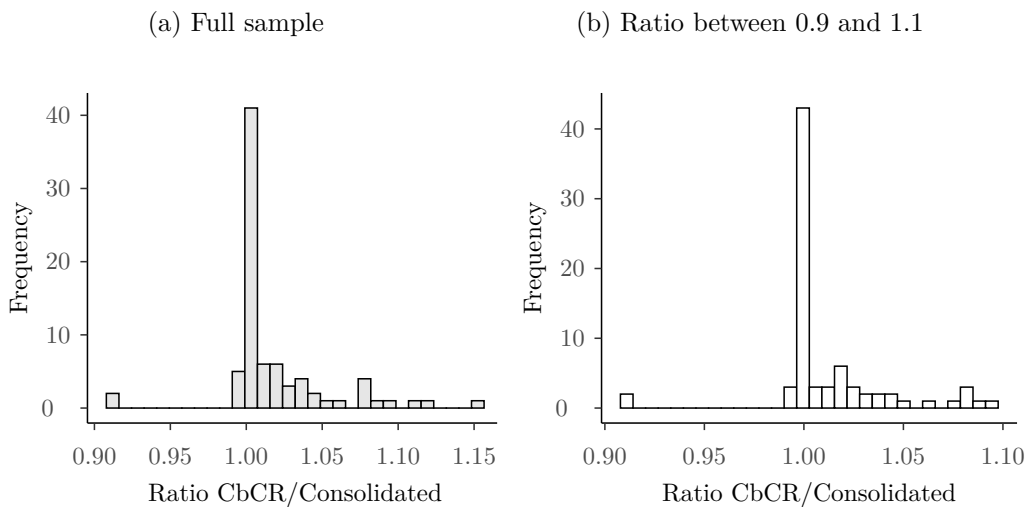 (a) Full sample
Frequency
40
30
20
10
0
0.90 0.95 1.00 1.05 1.10 1.15
Ratio CbCR/Consolidated
(b) Ratio between 0.9 and 1.1
Frequency
40
30
20
10
0
0.90 0.95 1.00 1.05 1.10
Ratio CbCR/Consolidated